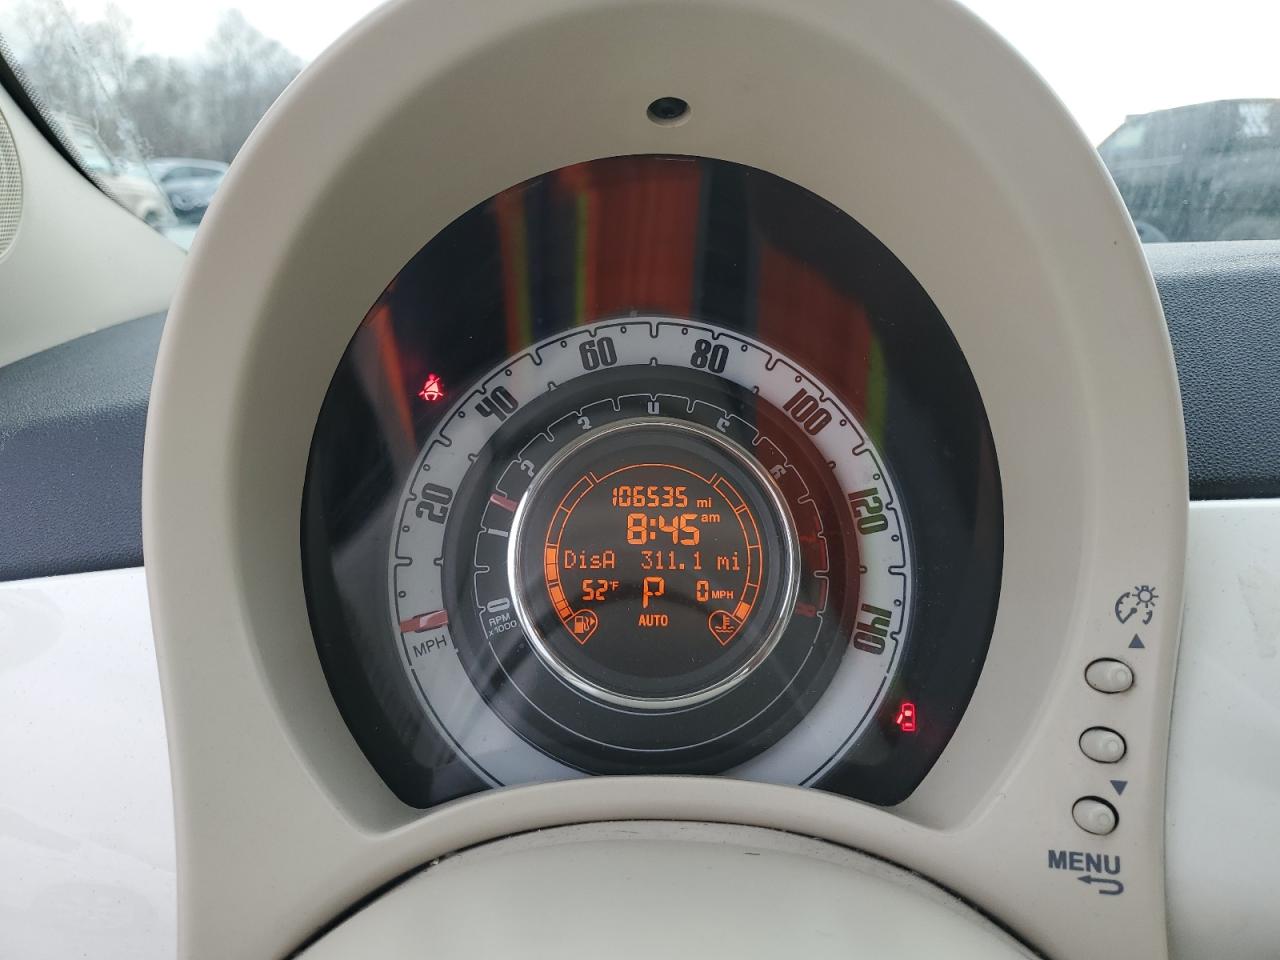 60 80
40 100
20 120
140
MPH
0
RPM
x1000
106535 mi
8:45 am
DisA 311.1 mi
52°F P 0 MPH
AUTO
MENU